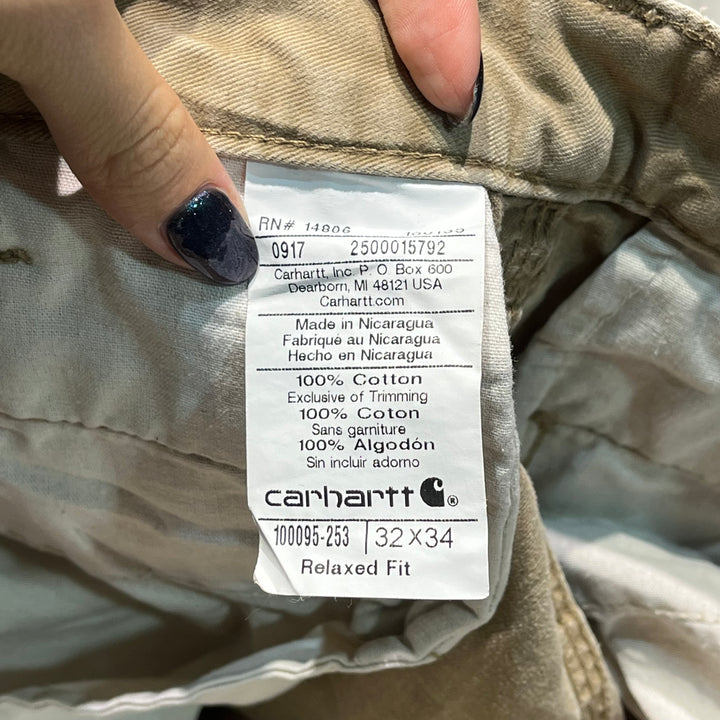 RN# 14806
0917 2500015792
Carhartt, Inc. P. O. Box 600
Dearborn, MI 48121 USA
Carhartt.com
Made in Nicaragua
Fabriqué au Nicaragua
Hecho en Nicaragua
100% Cotton
Exclusive of Trimming
100% Coton
Sans garniture
100% Algodón
Sin incluir adorno
carhartt ®
100095-253 32 X 34
Relaxed Fit